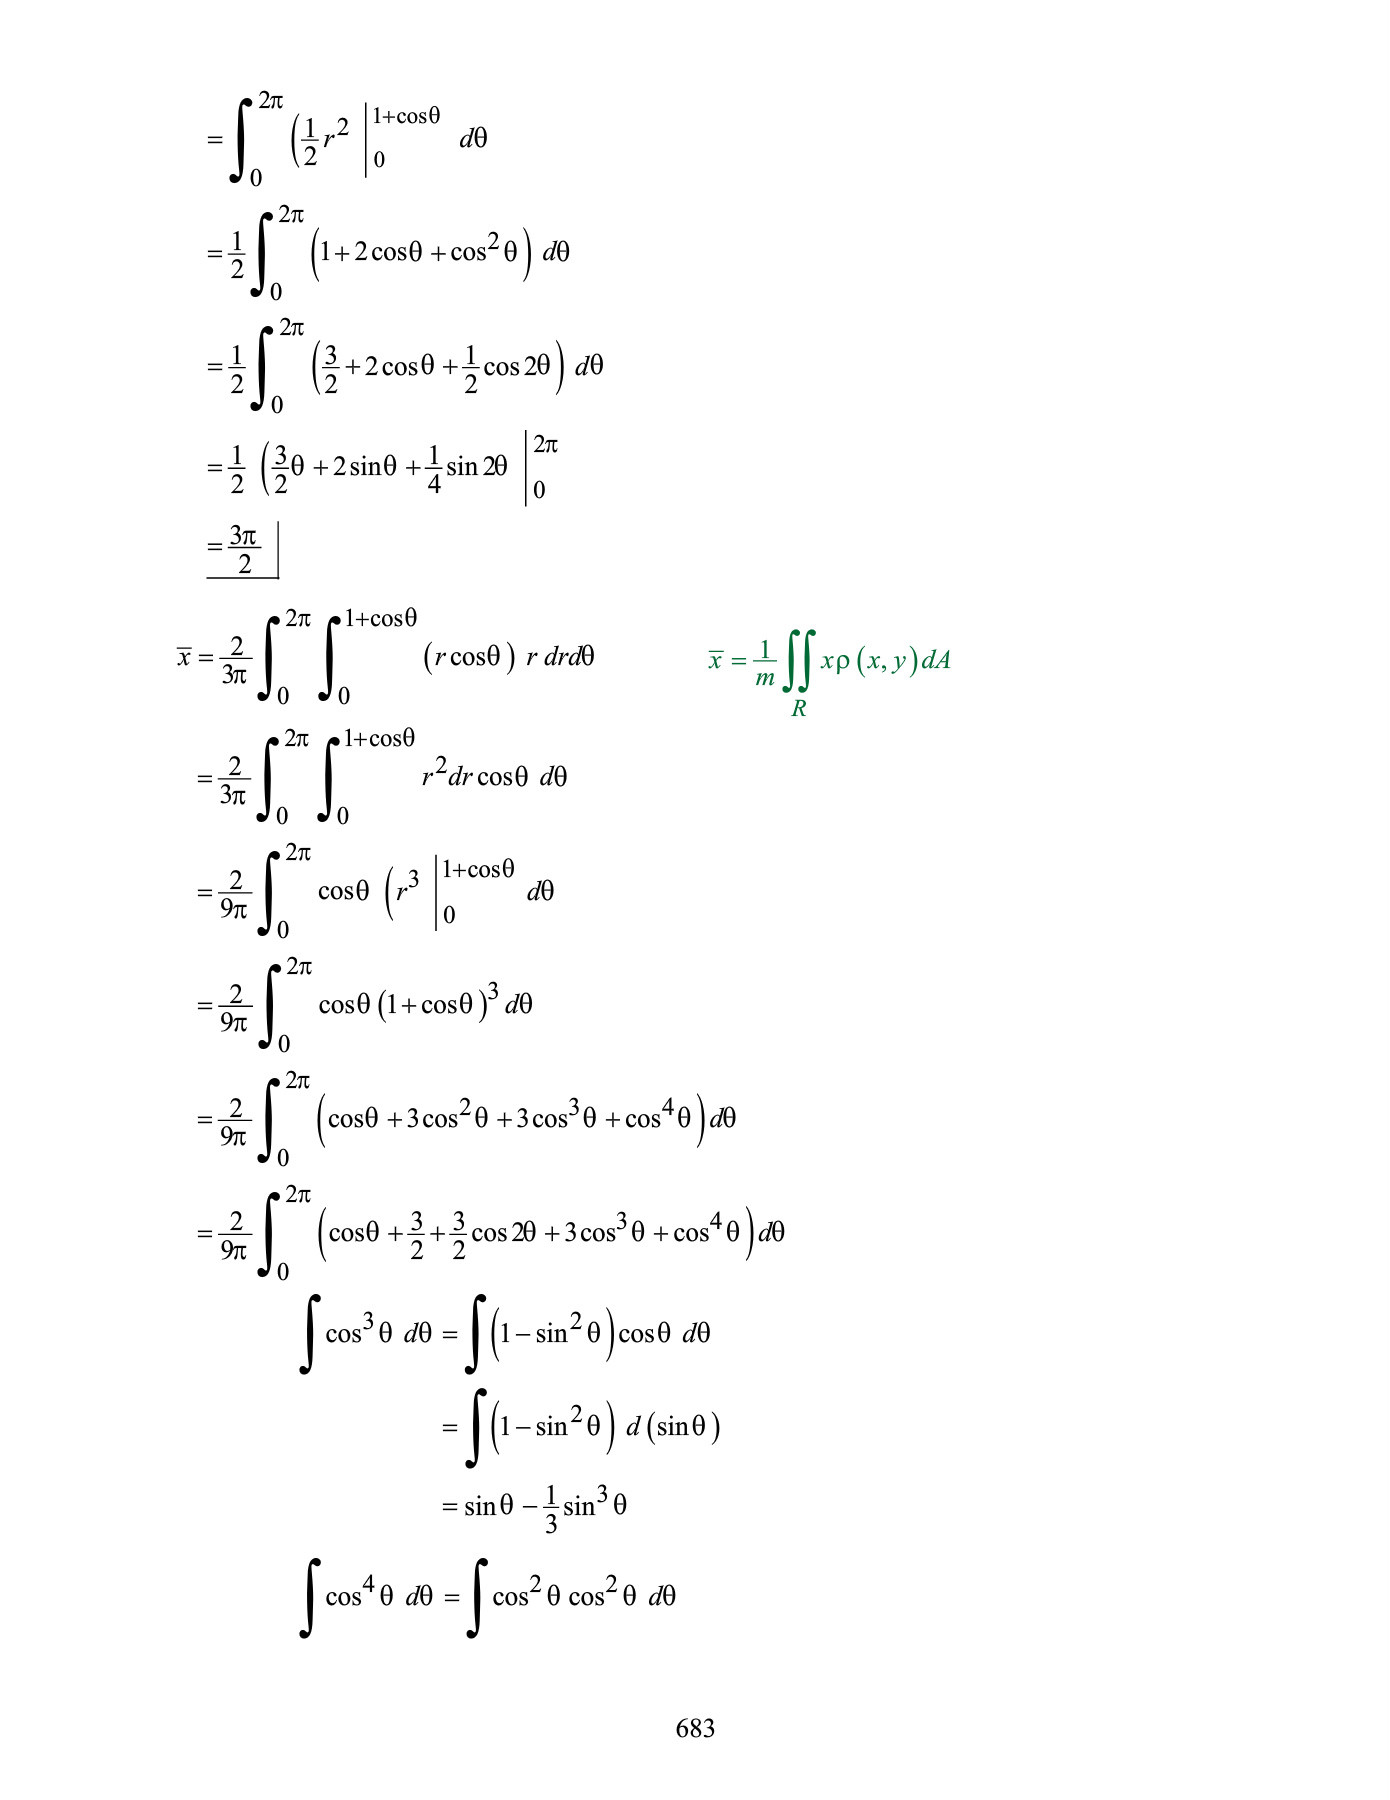 $= \int_0^{2\pi} \left( \frac{1}{2} r^2 \right|_0^{1+\cos\theta} d\theta$
$= \frac{1}{2} \int_0^{2\pi} \left( 1 + 2\cos\theta + \cos^2\theta \right) d\theta$
$= \frac{1}{2} \int_0^{2\pi} \left( \frac{3}{2} + 2\cos\theta + \frac{1}{2}\cos 2\theta \right) d\theta$
$= \frac{1}{2} \left( \frac{3}{2}\theta + 2\sin\theta + \frac{1}{4}\sin 2\theta \right|_0^{2\pi}$
$= \frac{3\pi}{2}$
$\overline{x} = \frac{2}{3\pi} \int_0^{2\pi} \int_0^{1+\cos\theta} (r\cos\theta)\, r\, dr d\theta$ $\overline{x} = \frac{1}{m} \iint_R x\rho(x, y) dA$
$= \frac{2}{3\pi} \int_0^{2\pi} \int_0^{1+\cos\theta} r^2 dr \cos\theta\, d\theta$
$= \frac{2}{9\pi} \int_0^{2\pi} \cos\theta \left( r^3 \right|_0^{1+\cos\theta} d\theta$
$= \frac{2}{9\pi} \int_0^{2\pi} \cos\theta (1 + \cos\theta)^3 d\theta$
$= \frac{2}{9\pi} \int_0^{2\pi} \left( \cos\theta + 3\cos^2\theta + 3\cos^3\theta + \cos^4\theta \right) d\theta$
$= \frac{2}{9\pi} \int_0^{2\pi} \left( \cos\theta + \frac{3}{2} + \frac{3}{2}\cos 2\theta + 3\cos^3\theta + \cos^4\theta \right) d\theta$
$\int \cos^3\theta\, d\theta = \int \left( 1 - \sin^2\theta \right) \cos\theta\, d\theta$
$= \int \left( 1 - \sin^2\theta \right) d(\sin\theta)$
$= \sin\theta - \frac{1}{3}\sin^3\theta$
$\int \cos^4\theta\, d\theta = \int \cos^2\theta \cos^2\theta\, d\theta$
683